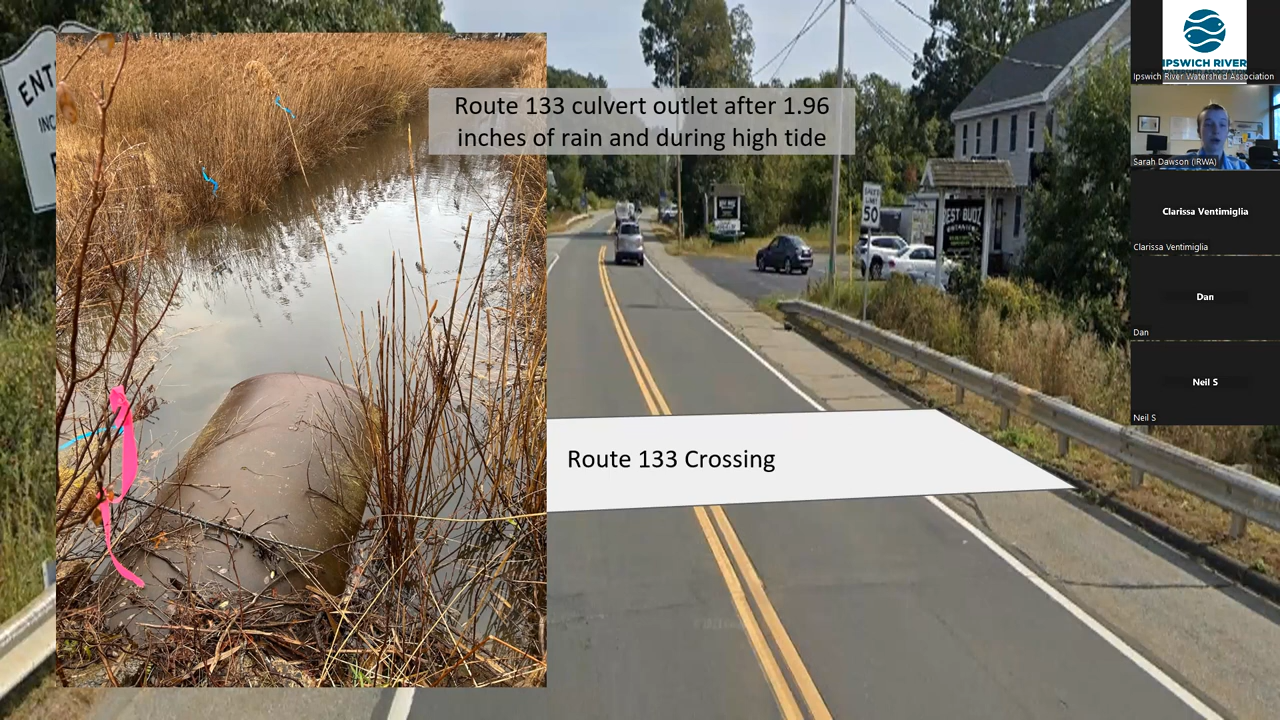 Route 133 culvert outlet after 1.96
inches of rain and during high tide
Route 133 Crossing
ENT
INC
SPEED
LIMIT
50
IPSWICH RIVER
Ipswich River Watershed Association
Sarah Dawson (IRWA)
Clarissa Ventimiglia
Clarissa Ventimiglia
Dan
Dan
Neil S
Neil S